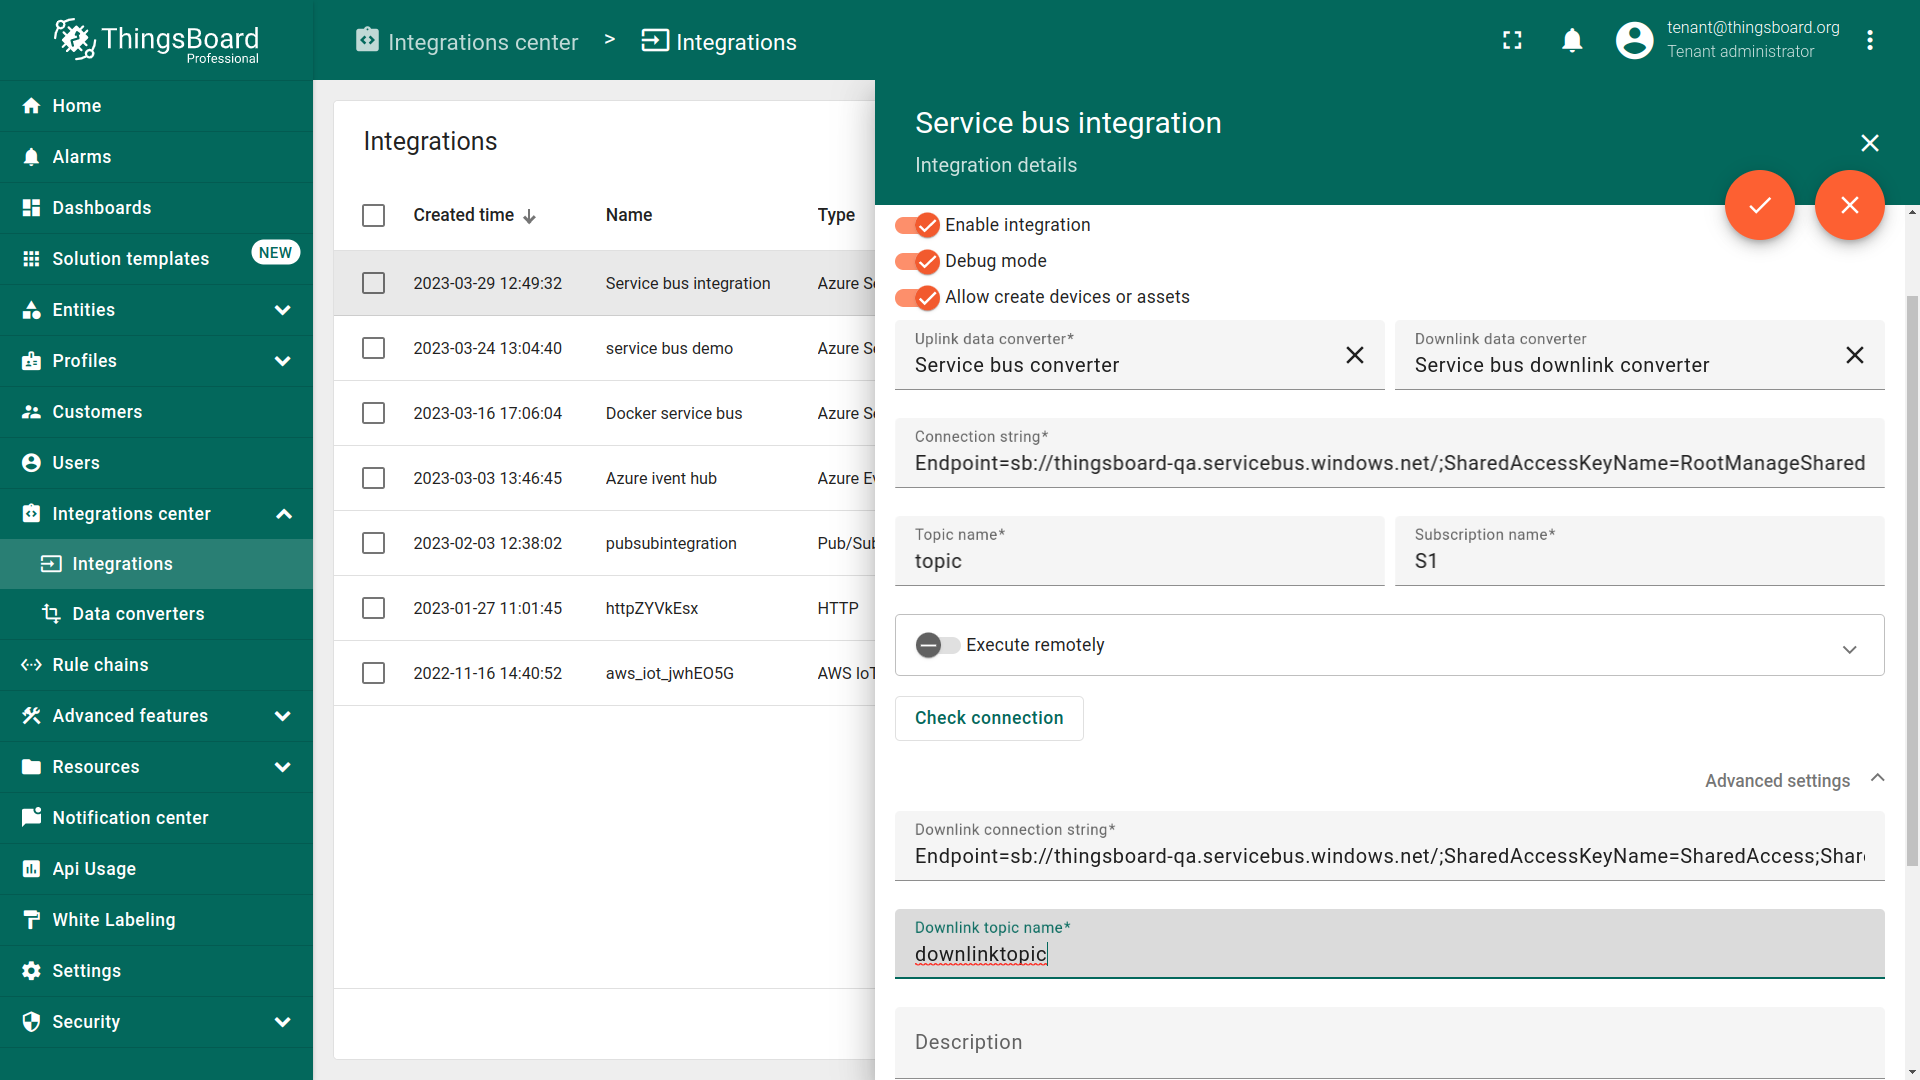 ThingsBoard
Professional
Integrations center > Integrations
tenant@thingsboard.org
Tenant administrator
Home
Alarms
Dashboards
Solution templates NEW
Entities
Profiles
Customers
Users
Integrations center
Integrations
Data converters
Rule chains
Advanced features
Resources
Notification center
Api Usage
White Labeling
Settings
Security
Integrations
Created time Name Type
2023-03-29 12:49:32 Service bus integration Azure Se
2023-03-24 13:04:40 service bus demo Azure Se
2023-03-16 17:06:04 Docker service bus Azure Se
2023-03-03 13:46:45 Azure ivent hub Azure Ev
2023-02-03 12:38:02 pubsubintegration Pub/Sub
2023-01-27 11:01:45 httpZYVkEsx HTTP
2022-11-16 14:40:52 aws_iot_jwhEO5G AWS IoT
Service bus integration
Integration details
Enable integration
Debug mode
Allow create devices or assets
Uplink data converter*
Service bus converter
Downlink data converter
Service bus downlink converter
Connection string*
Endpoint=sb://thingsboard-qa.servicebus.windows.net/;SharedAccessKeyName=RootManageShared
Topic name*
topic
Subscription name*
S1
Execute remotely
Check connection
Advanced settings
Downlink connection string*
Endpoint=sb://thingsboard-qa.servicebus.windows.net/;SharedAccessKeyName=SharedAccess;Shar
Downlink topic name*
downlinktopic
Description